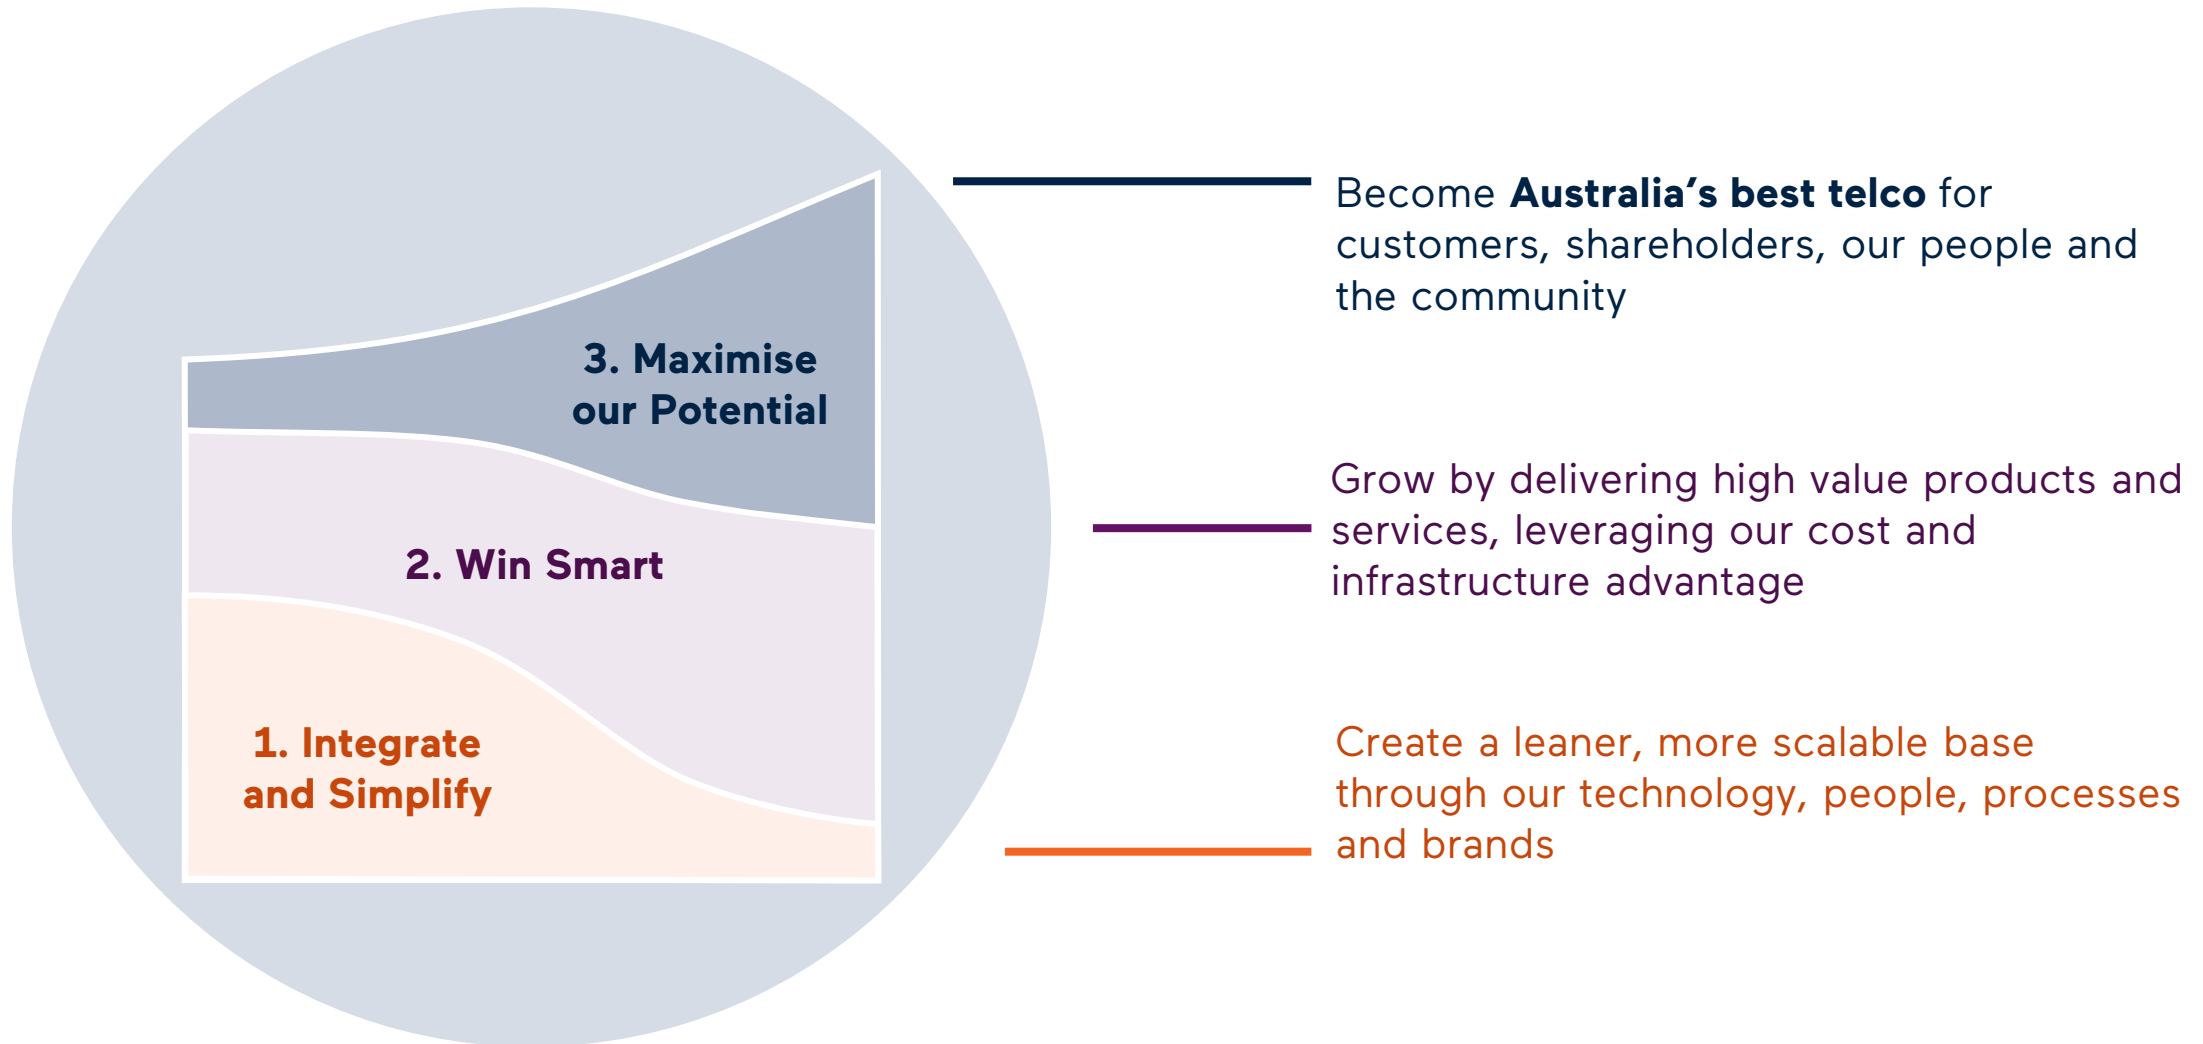 Become Australia’s best telco for
customers, shareholders, our people and
the community
3. Maximise
our Potential
Grow by delivering high value products and
services, leveraging our cost and
infrastructure advantage
2. Win Smart
Create a leaner, more scalable base
through our technology, people, processes
and brands
1. Integrate
and Simplify